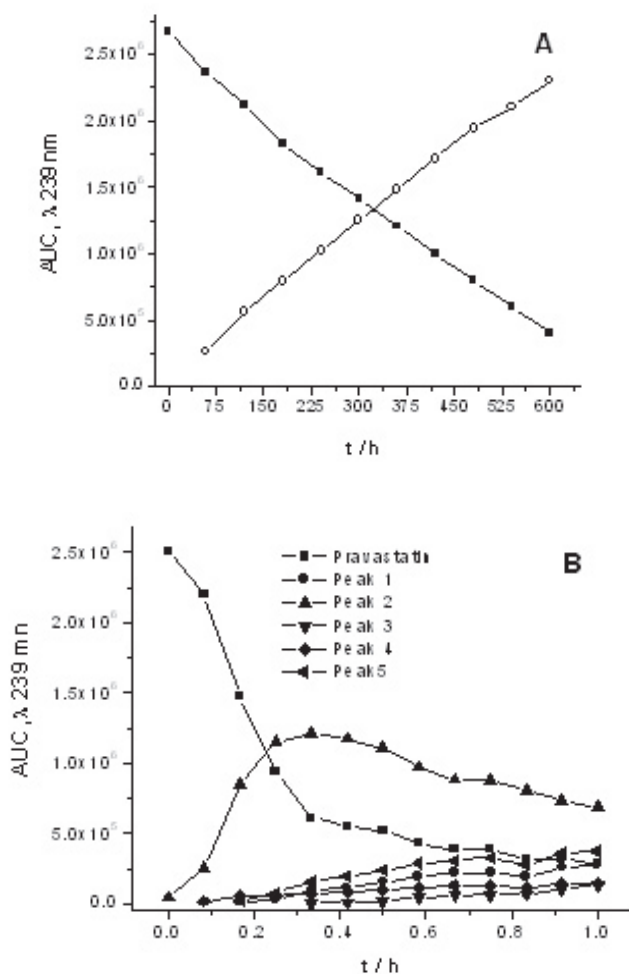 A
2.5x10⁶
2.0x10⁶
1.5x10⁶
1.0x10⁶
5.0x10⁵
0.0
AUC, λ 239 nm
0 75 150 225 300 375 450 525 600
t / h
B
2.5x10⁶
2.0x10⁶
1.5x10⁶
1.0x10⁶
5.0x10⁵
0.0
AUC, λ 239 mn
Pravastatin
Peak 1
Peak 2
Peak 3
Peak 4
Peak5
0.0 0.2 0.4 0.6 0.8 1.0
t / h